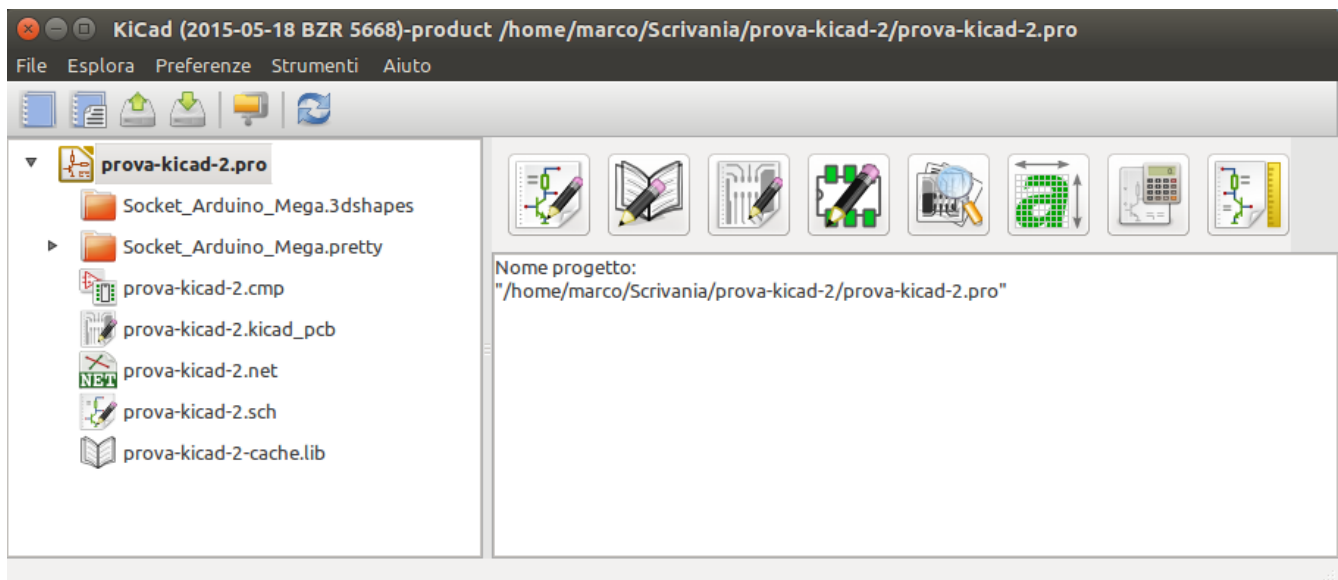 KiCad (2015-05-18 BZR 5668)-product /home/marco/Scrivania/prova-kicad-2/prova-kicad-2.pro
File Esplora Preferenze Strumenti Aiuto
prova-kicad-2.pro
Socket_Arduino_Mega.3dshapes
Socket_Arduino_Mega.pretty
prova-kicad-2.cmp
prova-kicad-2.kicad_pcb
NET prova-kicad-2.net
prova-kicad-2.sch
prova-kicad-2-cache.lib
a
Nome progetto:
"/home/marco/Scrivania/prova-kicad-2/prova-kicad-2.pro"